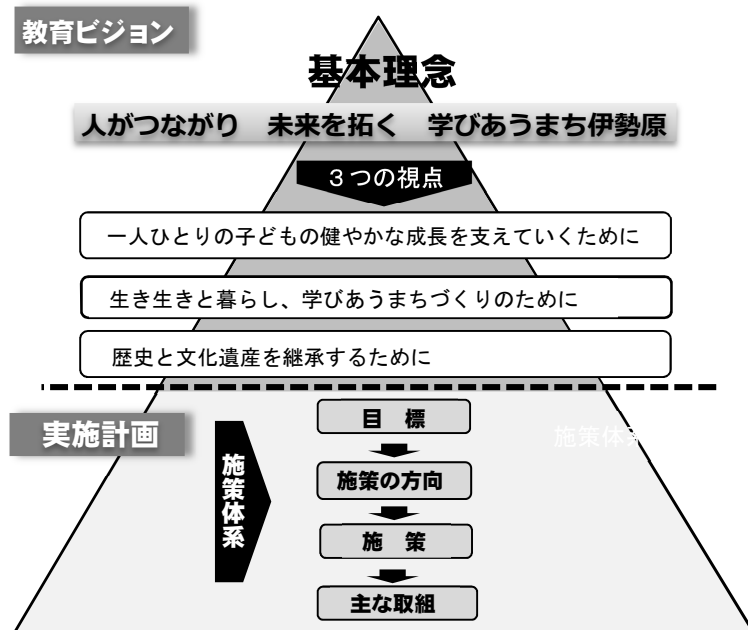 教育ビジョン
基本理念
人がつながり　未来を拓く　学びあうまち伊勢原
３つの視点
一人ひとりの子どもの健やかな成長を支えていくために
生き生きと暮らし、学びあうまちづくりのために
歴史と文化遺産を継承するために
実施計画
施策体系
目　標
施策の方向
施　策
主な取組
施策体系